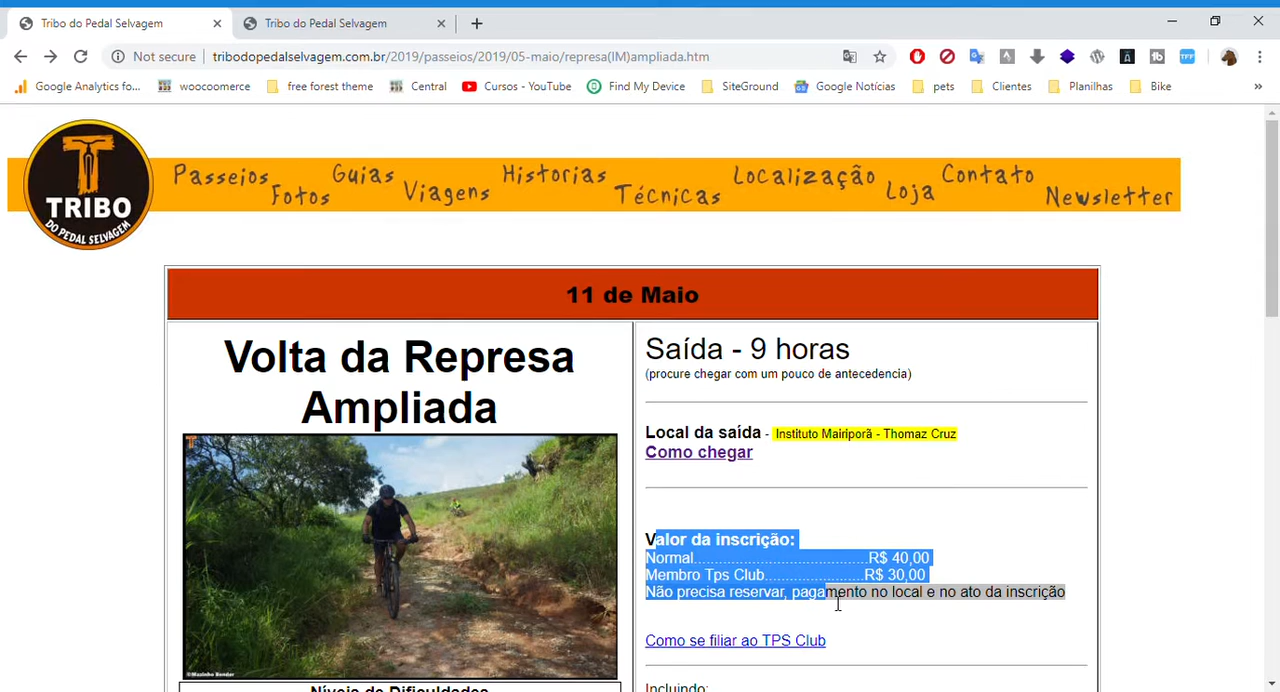 Tribo do Pedal Selvagem
Tribo do Pedal Selvagem
Not secure
tribodopedalselvagem.com.br/2019/passeios/2019/05-maio/represa(IM)ampliada.htm
Google Analytics fo...
woocoomerce
free forest theme
Central
Cursos - YouTube
Find My Device
SiteGround
Google Notícias
pets
Clientes
Planilhas
Bike
Passeios
Fotos
Guias
Viagens
Historias
Técnicas
Localização
Loja
Contato
Newsletter
T
TRIBO
DO PEDAL SELVAGEM
11 de Maio
Volta da Represa
Ampliada
Saída - 9 horas
(procure chegar com um pouco de antecedencia)
Local da saída - Instituto Mairiporã - Thomaz Cruz
Como chegar
Valor da inscrição:
Normal...........................................R$ 40,00
Membro Tps Club........................R$ 30,00
Não precisa reservar, pagamento no local e no ato da inscrição
Como se filiar ao TPS Club
Incluindo:
Níveis de Dificuldades